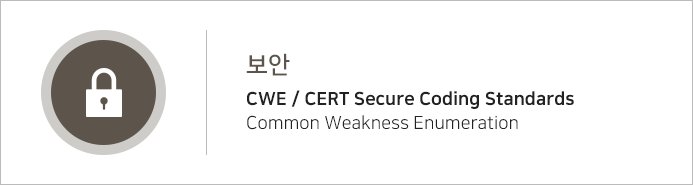 보안
CWE / CERT Secure Coding Standards
Common Weakness Enumeration